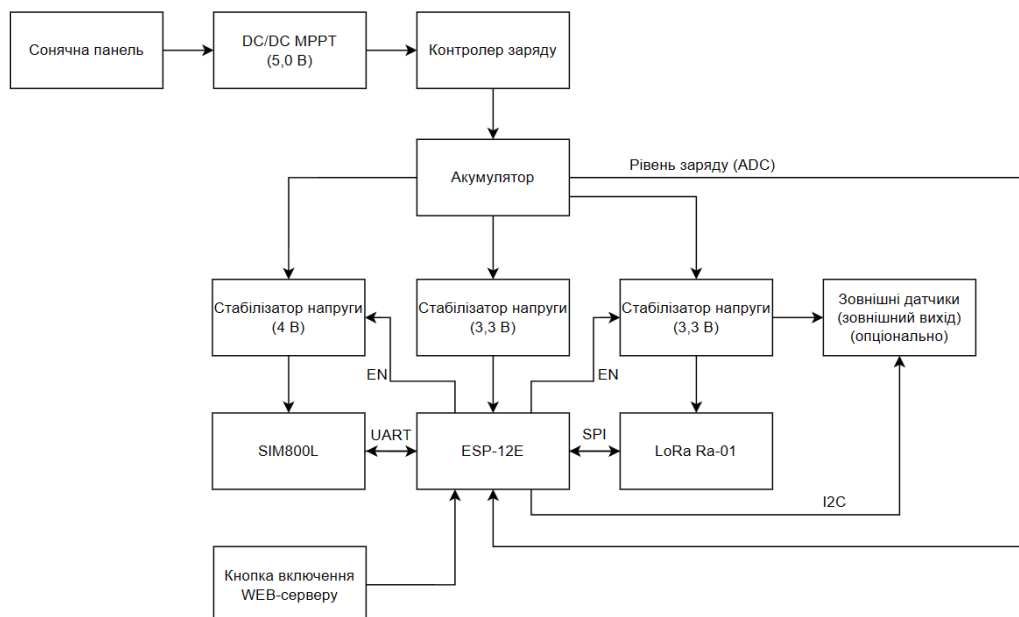 Сонячна панель
DC/DC MPPT
(5,0 В)
Контролер заряду
Акумулятор
Рівень заряду (ADC)
Стабілізатор напруги
(4 В)
Стабілізатор напруги
(3,3 В)
Стабілізатор напруги
(3,3 В)
Зовнішні датчики
(зовнішний вихід)
(опціонально)
EN
EN
SIM800L
UART
ESP-12E
SPI
LoRa Ra-01
I2C
Кнопка включення
WEB-серверу